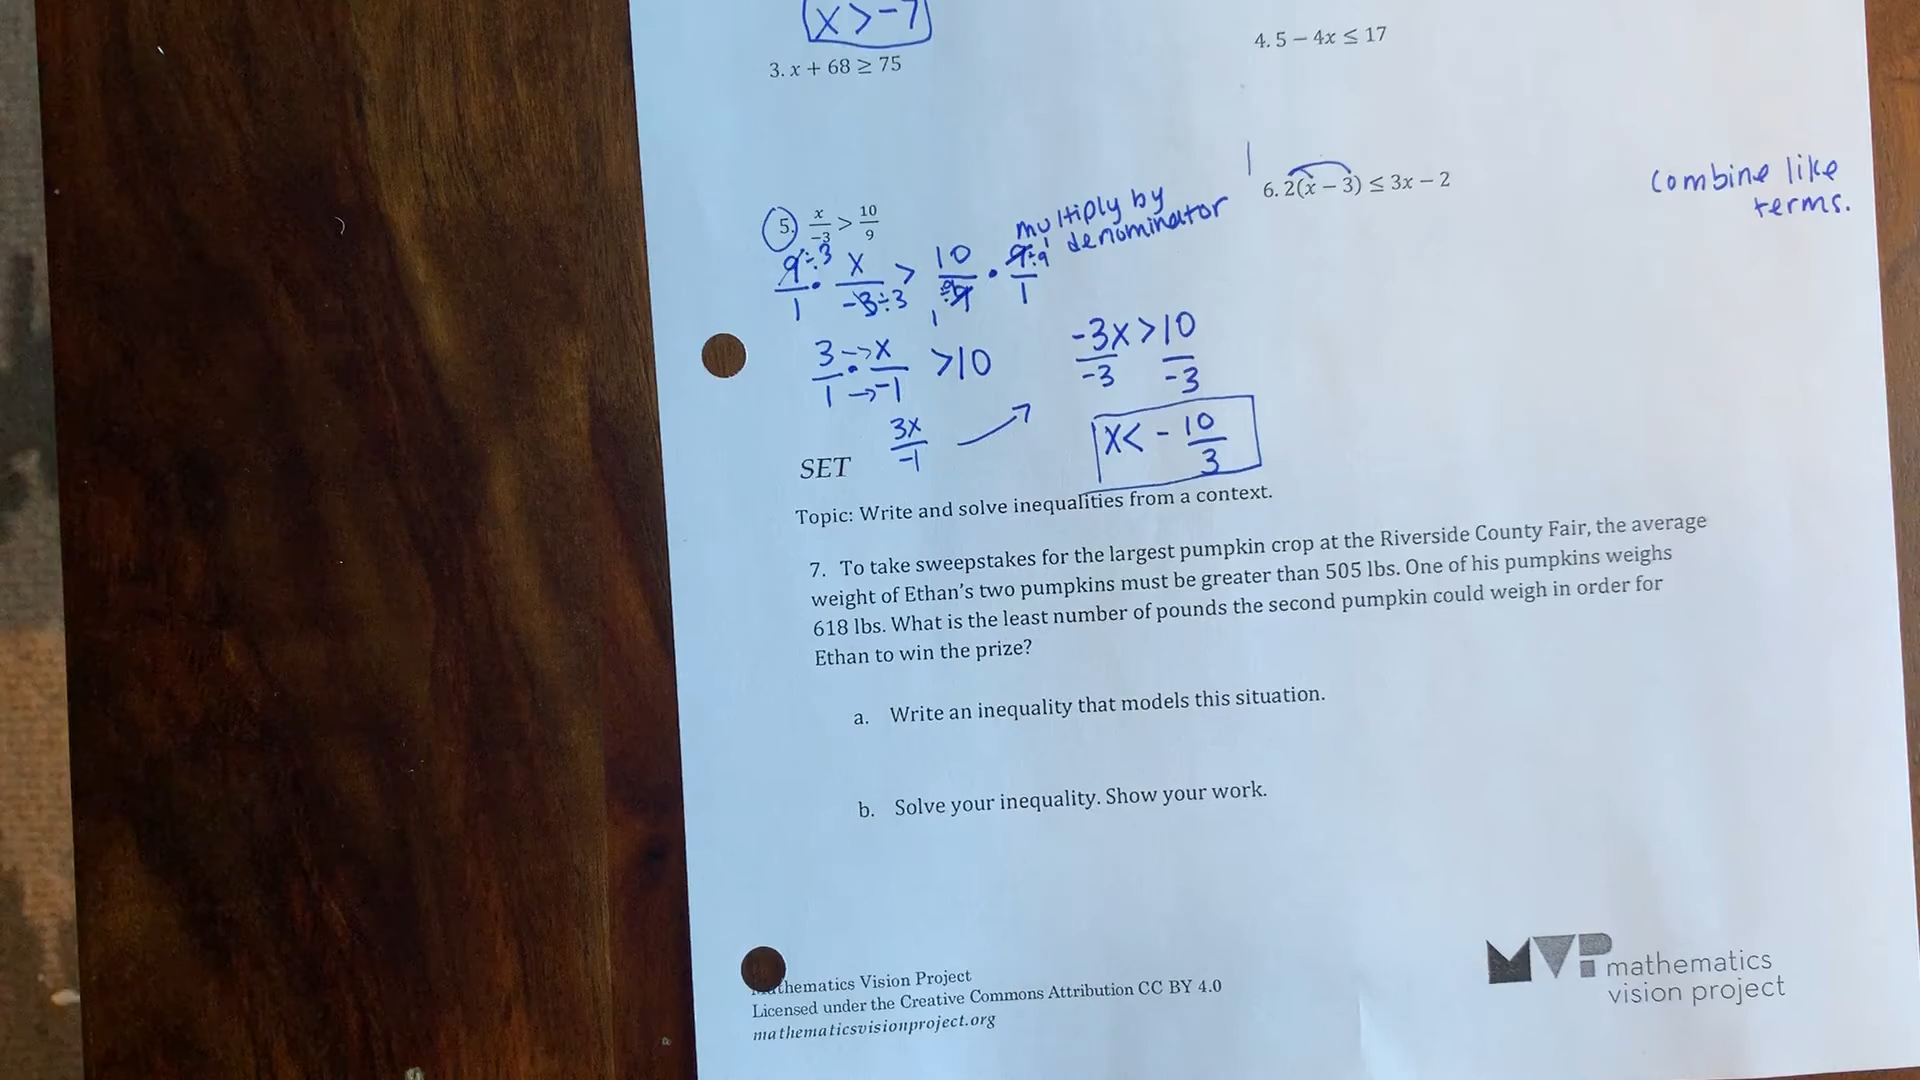 x > -7
3. x + 68 ≥ 75
4. 5 − 4x ≤ 17
5. x/-3 > 10/9
multiply by
denominator
6. 2(x − 3) ≤ 3x − 2
combine like
terms.
9÷3/1 · x/-3÷3 > 10/9÷9 · 9÷9/1
1
1
3/1 · x/-1 > 10
-3x > 10
-3 -3
3x/-1
x < - 10/3
SET
Topic: Write and solve inequalities from a context.
7. To take sweepstakes for the largest pumpkin crop at the Riverside County Fair, the average
weight of Ethan's two pumpkins must be greater than 505 lbs. One of his pumpkins weighs
618 lbs. What is the least number of pounds the second pumpkin could weigh in order for
Ethan to win the prize?
a. Write an inequality that models this situation.
b. Solve your inequality. Show your work.
Mathematics Vision Project
Licensed under the Creative Commons Attribution CC BY 4.0
mathematicsvisionproject.org
MVP mathematics
vision project